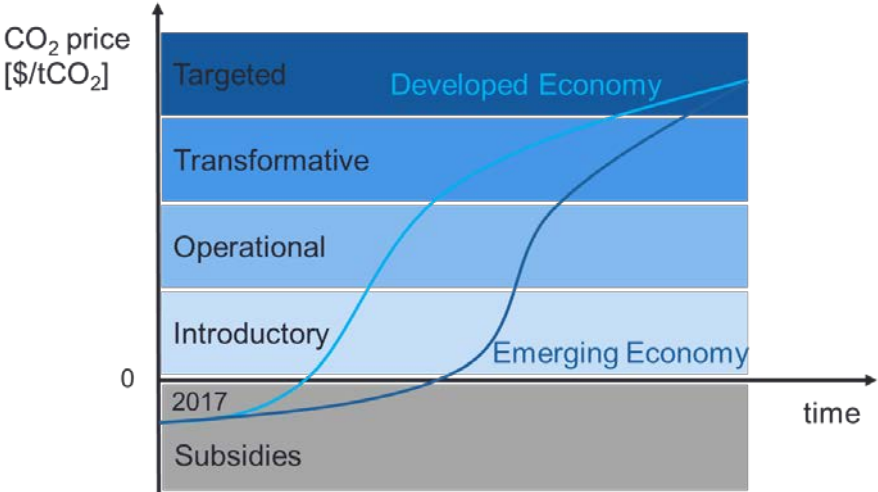 CO₂ price
[$/tCO₂]
Targeted
Developed Economy
Transformative
Operational
Introductory
Emerging Economy
0
2017
time
Subsidies